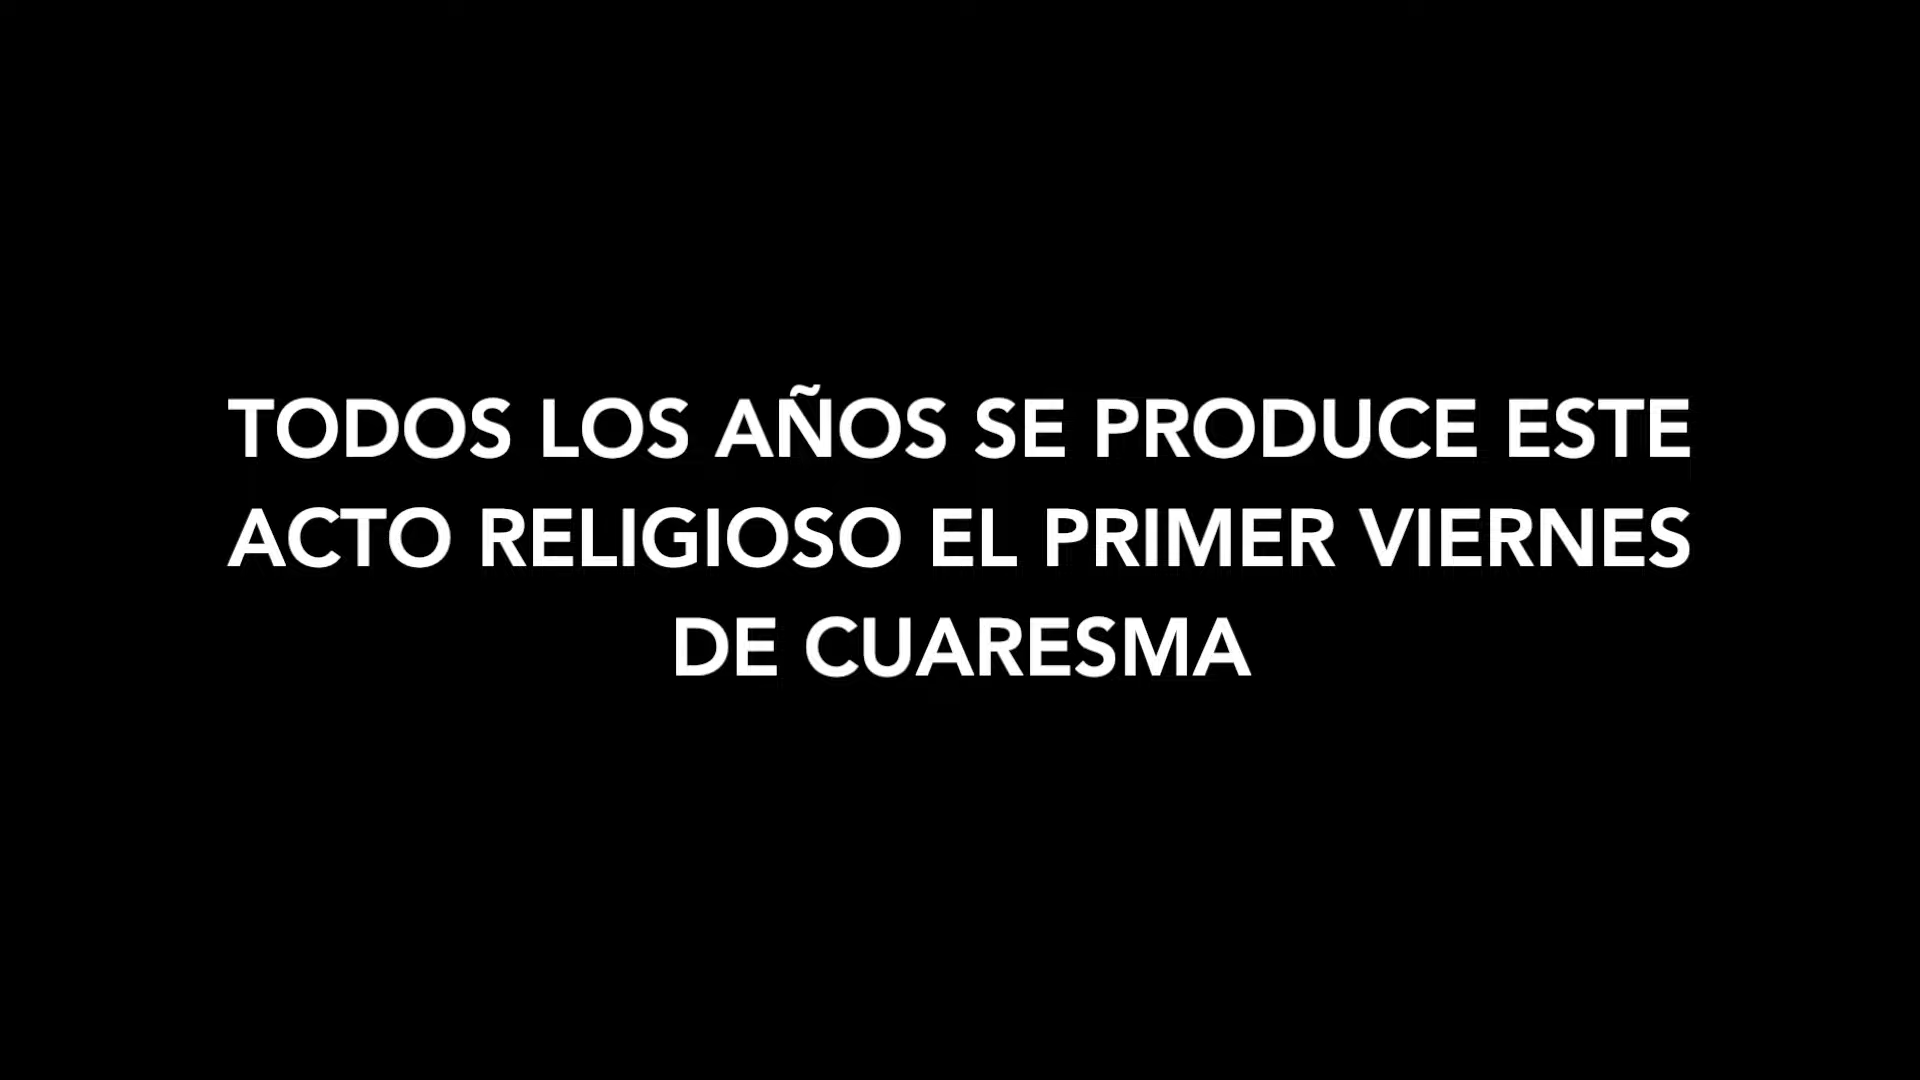 TODOS LOS AÑOS SE PRODUCE ESTE
ACTO RELIGIOSO EL PRIMER VIERNES
DE CUARESMA